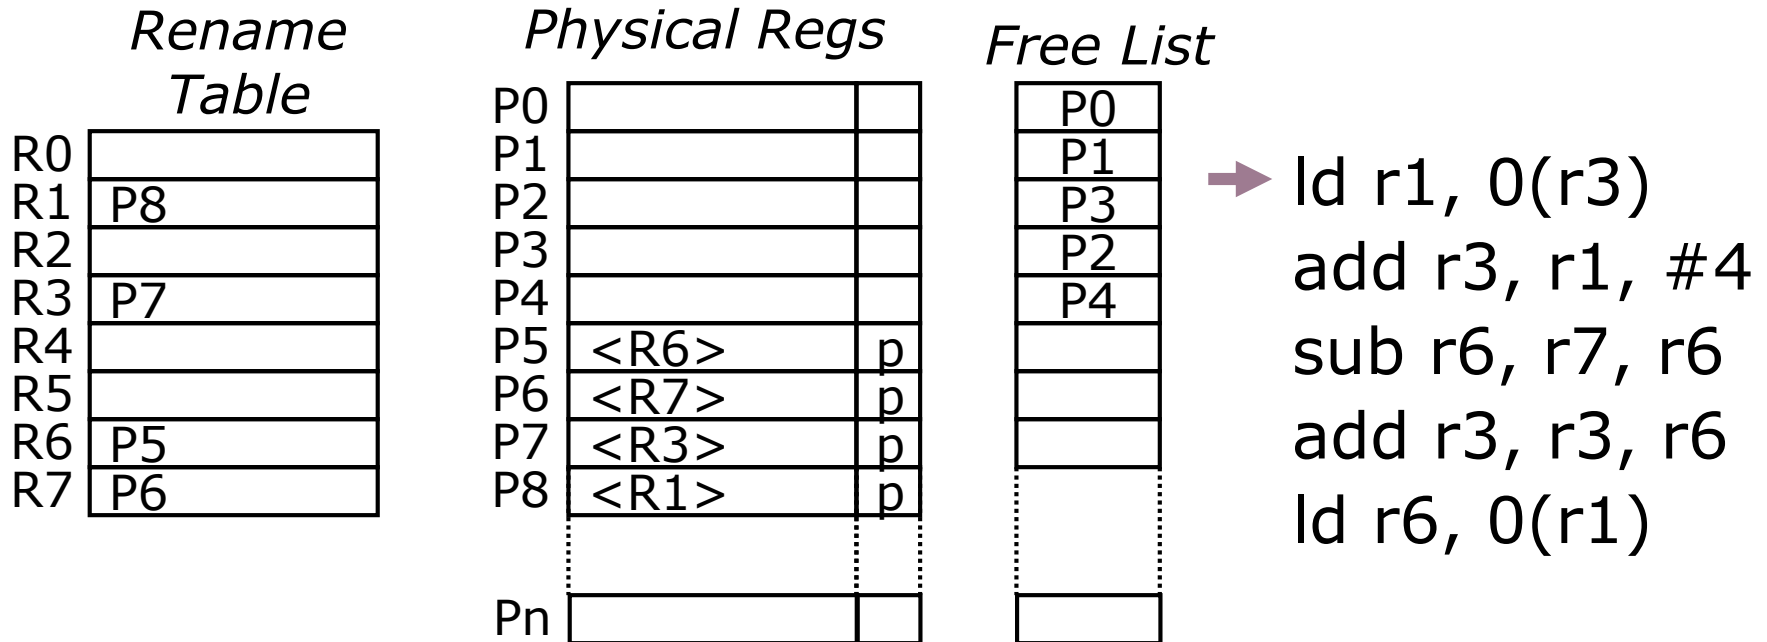 Rename
Table
R0
R1 P8
R2
R3 P7
R4
R5
R6 P5
R7 P6
Physical Regs
P0
P1
P2
P3
P4
P5 <R6> p
P6 <R7> p
P7 <R3> p
P8 <R1> p
Pn
Free List
P0
P1
P3
P2
P4
ld r1, 0(r3)
add r3, r1, #4
sub r6, r7, r6
add r3, r3, r6
ld r6, 0(r1)